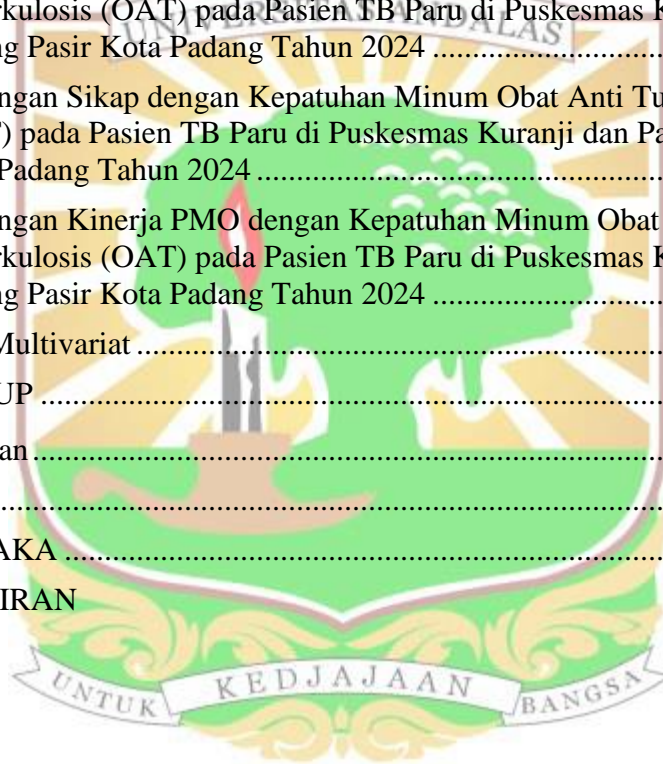 rkulosis (OAT) pada Pasien TB Paru di Puskesmas K
UNIVERSITAS ANDALAS
ng Pasir Kota Padang Tahun 2024 ........................
ngan Sikap dengan Kepatuhan Minum Obat Anti Tu
T) pada Pasien TB Paru di Puskesmas Kuranji dan Pa
Padang Tahun 2024 ........................
ngan Kinerja PMO dengan Kepatuhan Minum Obat
rkulosis (OAT) pada Pasien TB Paru di Puskesmas K
ng Pasir Kota Padang Tahun 2024 ........................
Multivariat ........................
UP ........................
an ........................
........................
AKA ........................
IRAN
UNTUK KEDJAJAAN BANGSA